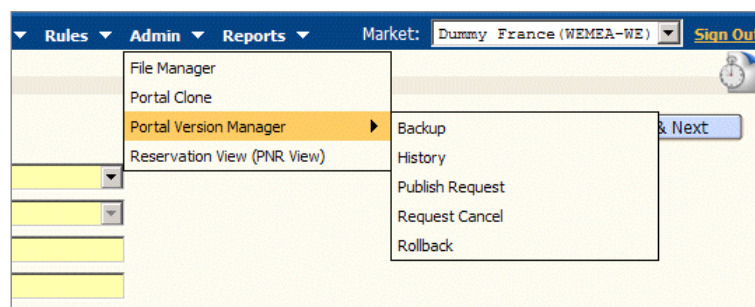 Rules Admin Reports Market: Dummy France(WEMEA-WE) Sign Out
File Manager
Portal Clone
Portal Version Manager Backup & Next
Reservation View (PNR View) History
Publish Request
Request Cancel
Rollback